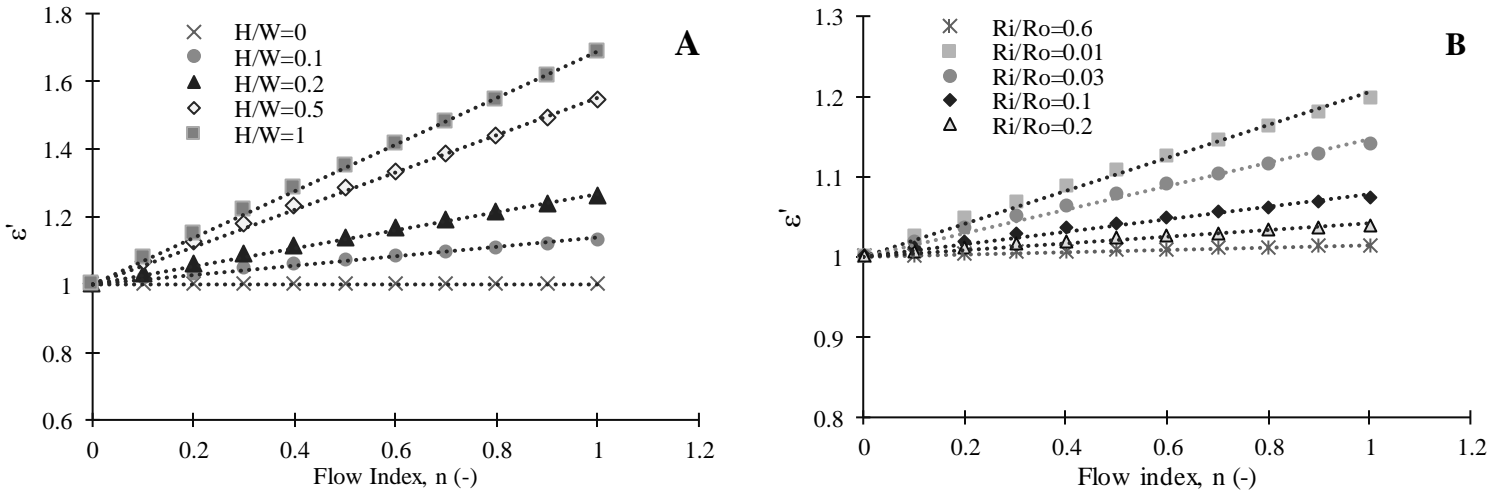 A
H/W=0
H/W=0.1
H/W=0.2
H/W=0.5
H/W=1
1.8
1.6
1.4
1.2
1
0.8
0.6
ε'
0 0.2 0.4 0.6 0.8 1 1.2
Flow Index, n (-)
B
Ri/Ro=0.6
Ri/Ro=0.01
Ri/Ro=0.03
Ri/Ro=0.1
Ri/Ro=0.2
1.3
1.2
1.1
1
0.9
0.8
ε'
0 0.2 0.4 0.6 0.8 1 1.2
Flow index, n (-)